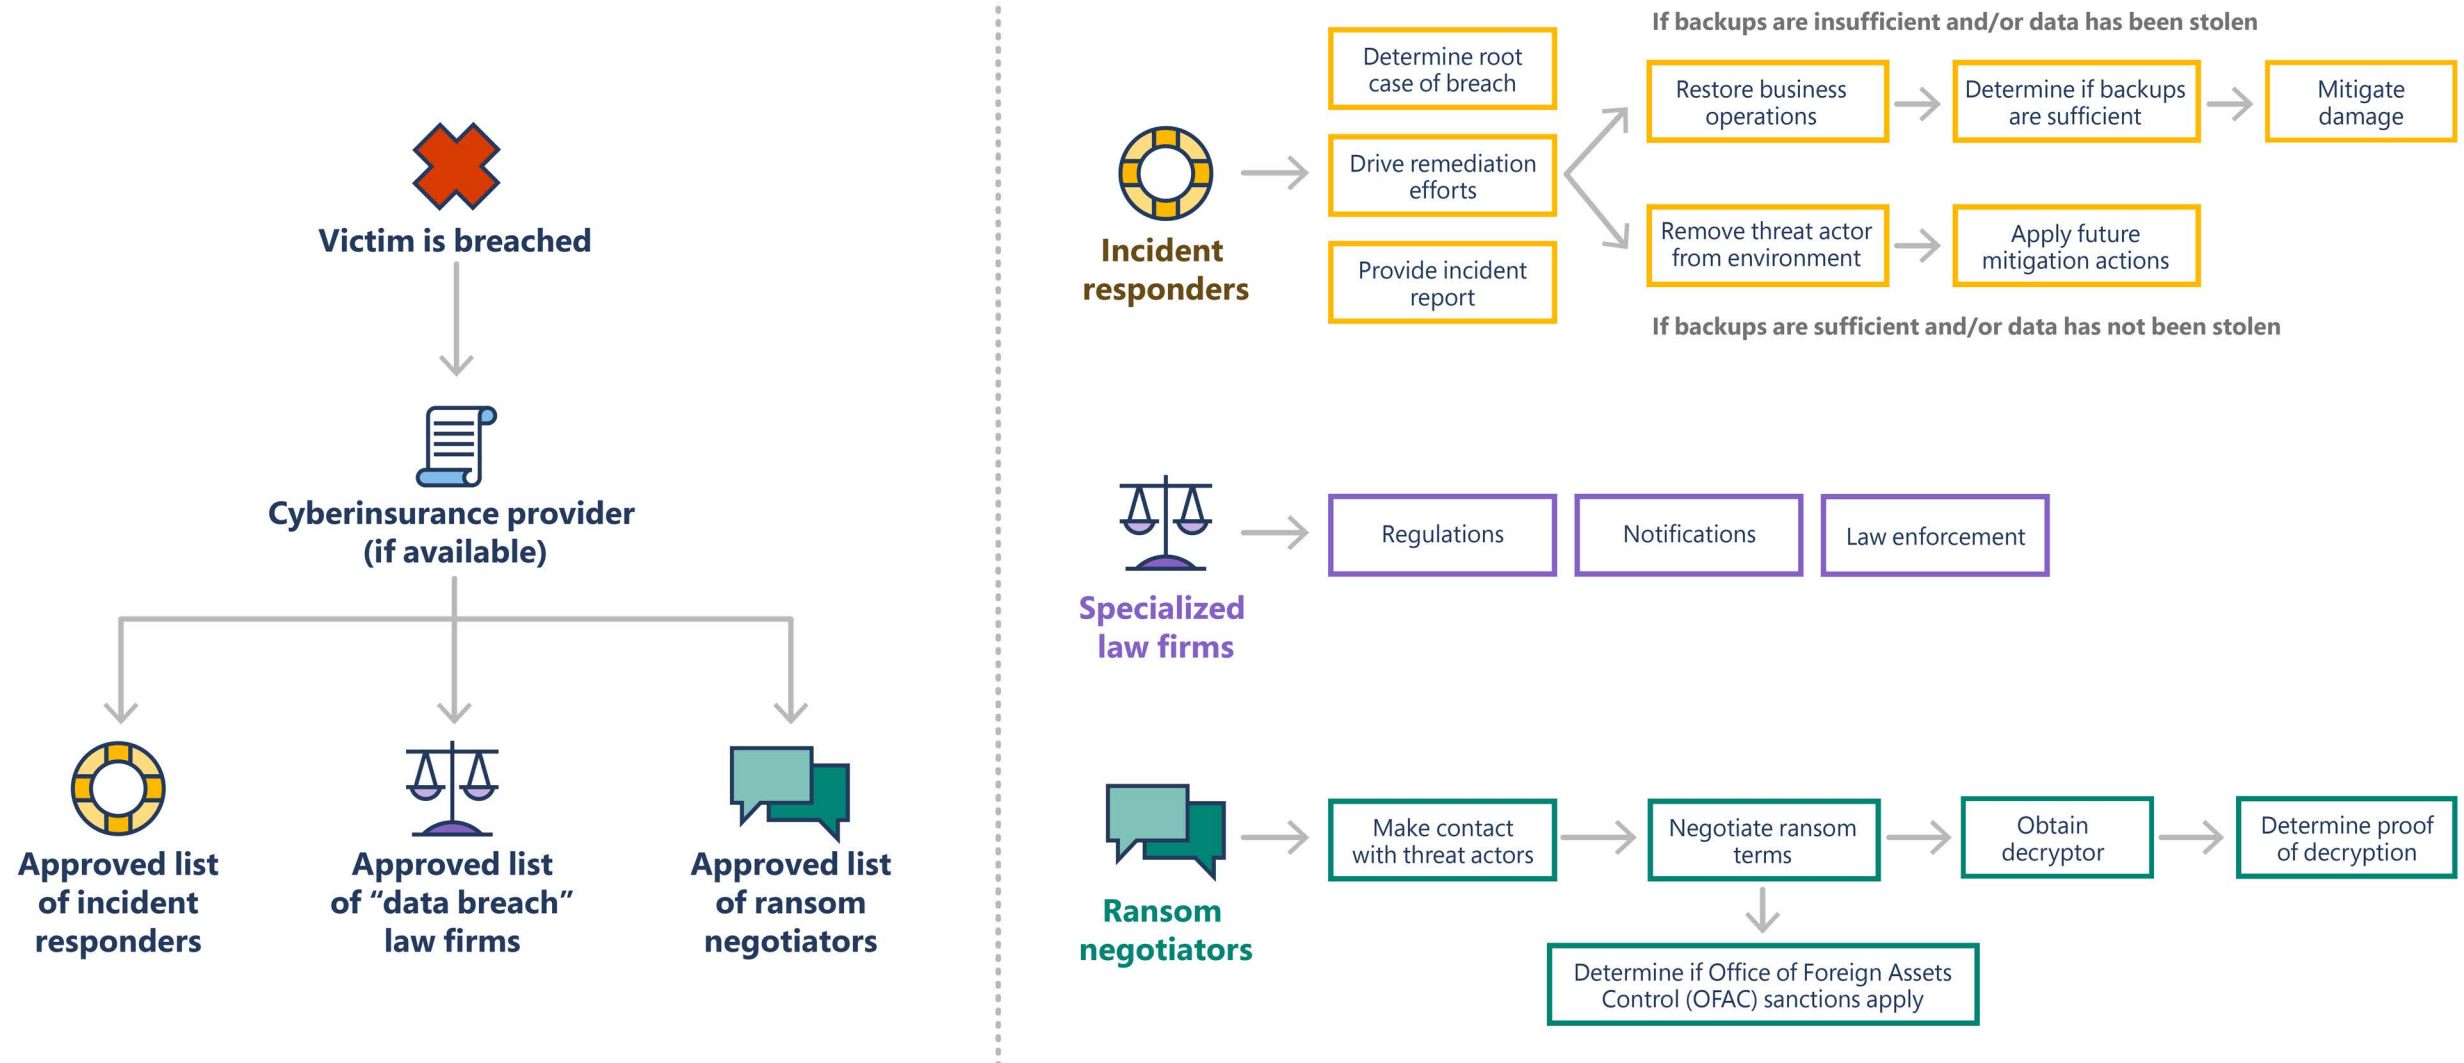 Victim is breached
Cyberinsurance provider
(if available)
Approved list
of incident
responders
Approved list
of “data breach”
law firms
Approved list
of ransom
negotiators
Incident
responders
Determine root
case of breach
Drive remediation
efforts
Provide incident
report
If backups are insufficient and/or data has been stolen
Restore business
operations
Determine if backups
are sufficient
Mitigate
damage
Remove threat actor
from environment
Apply future
mitigation actions
If backups are sufficient and/or data has not been stolen
Specialized
law firms
Regulations
Notifications
Law enforcement
Ransom
negotiators
Make contact
with threat actors
Negotiate ransom
terms
Obtain
decryptor
Determine proof
of decryption
Determine if Office of Foreign Assets
Control (OFAC) sanctions apply